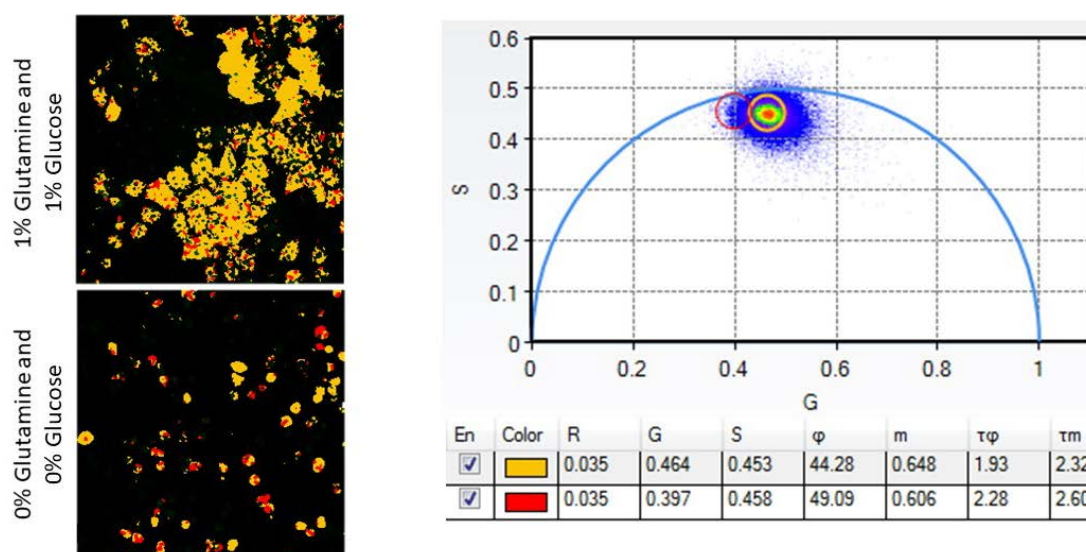 1% Glutamine and
1% Glucose
0% Glutamine and
0% Glucose
0.6
0.5
0.4
0.3
0.2
0.1
0
S
0 0.2 0.4 0.6 0.8 1
G
En Color R G S φ m τφ τm
0.035 0.464 0.453 44.28 0.648 1.93 2.32
0.035 0.397 0.458 49.09 0.606 2.28 2.60